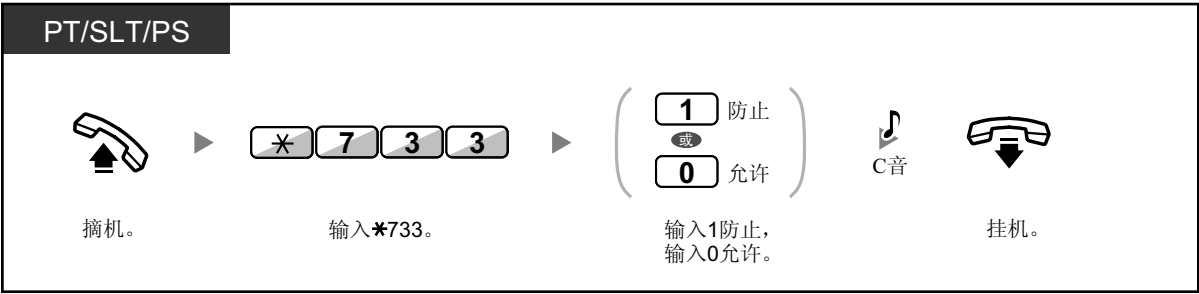 PT/SLT/PS
* 7 3 3
1 防止
或
0 允许
C音
摘机。
输入*733。
输入1防止,
输入0允许。
挂机。